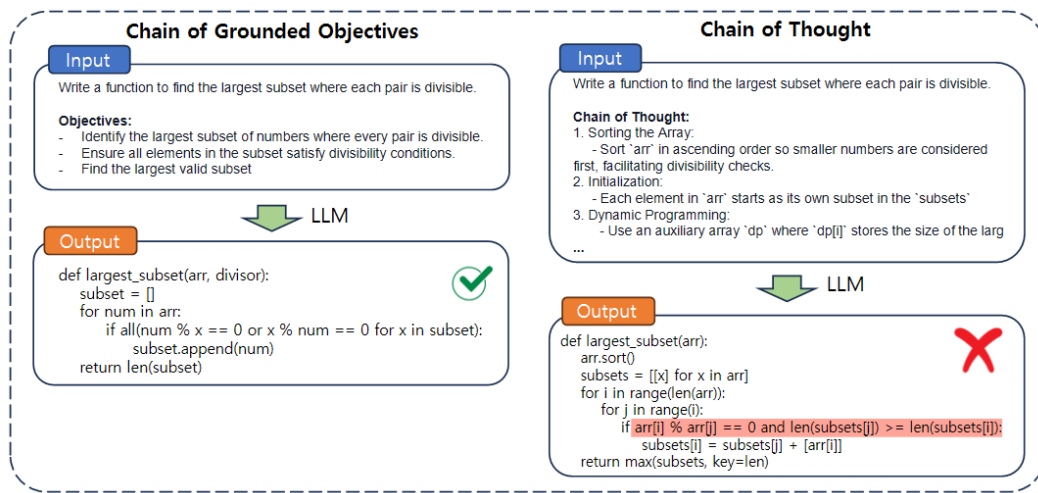 Chain of Grounded Objectives
Input
Write a function to find the largest subset where each pair is divisible.
Objectives:
- Identify the largest subset of numbers where every pair is divisible.
- Ensure all elements in the subset satisfy divisibility conditions.
- Find the largest valid subset
LLM
Output
def largest_subset(arr, divisor):
subset = []
for num in arr:
if all(num % x == 0 or x % num == 0 for x in subset):
subset.append(num)
return len(subset)
Chain of Thought
Input
Write a function to find the largest subset where each pair is divisible.
Chain of Thought:
1. Sorting the Array:
- Sort `arr` in ascending order so smaller numbers are considered
first, facilitating divisibility checks.
2. Initialization:
- Each element in `arr` starts as its own subset in the `subsets`
3. Dynamic Programming:
- Use an auxiliary array `dp` where `dp[i]` stores the size of the larg
...
LLM
Output
def largest_subset(arr):
arr.sort()
subsets = [[x] for x in arr]
for i in range(len(arr)):
for j in range(i):
if arr[i] % arr[j] == 0 and len(subsets[j]) >= len(subsets[i]):
subsets[i] = subsets[j] + [arr[i]]
return max(subsets, key=len)